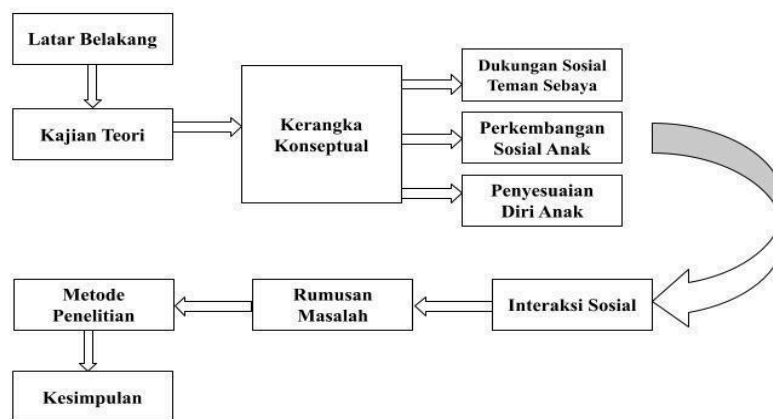 Latar Belakang
Kajian Teori
Kerangka
Konseptual
Dukungan Sosial
Teman Sebaya
Perkembangan
Sosial Anak
Penyesuaian
Diri Anak
Interaksi Sosial
Rumusan
Masalah
Metode
Penelitian
Kesimpulan